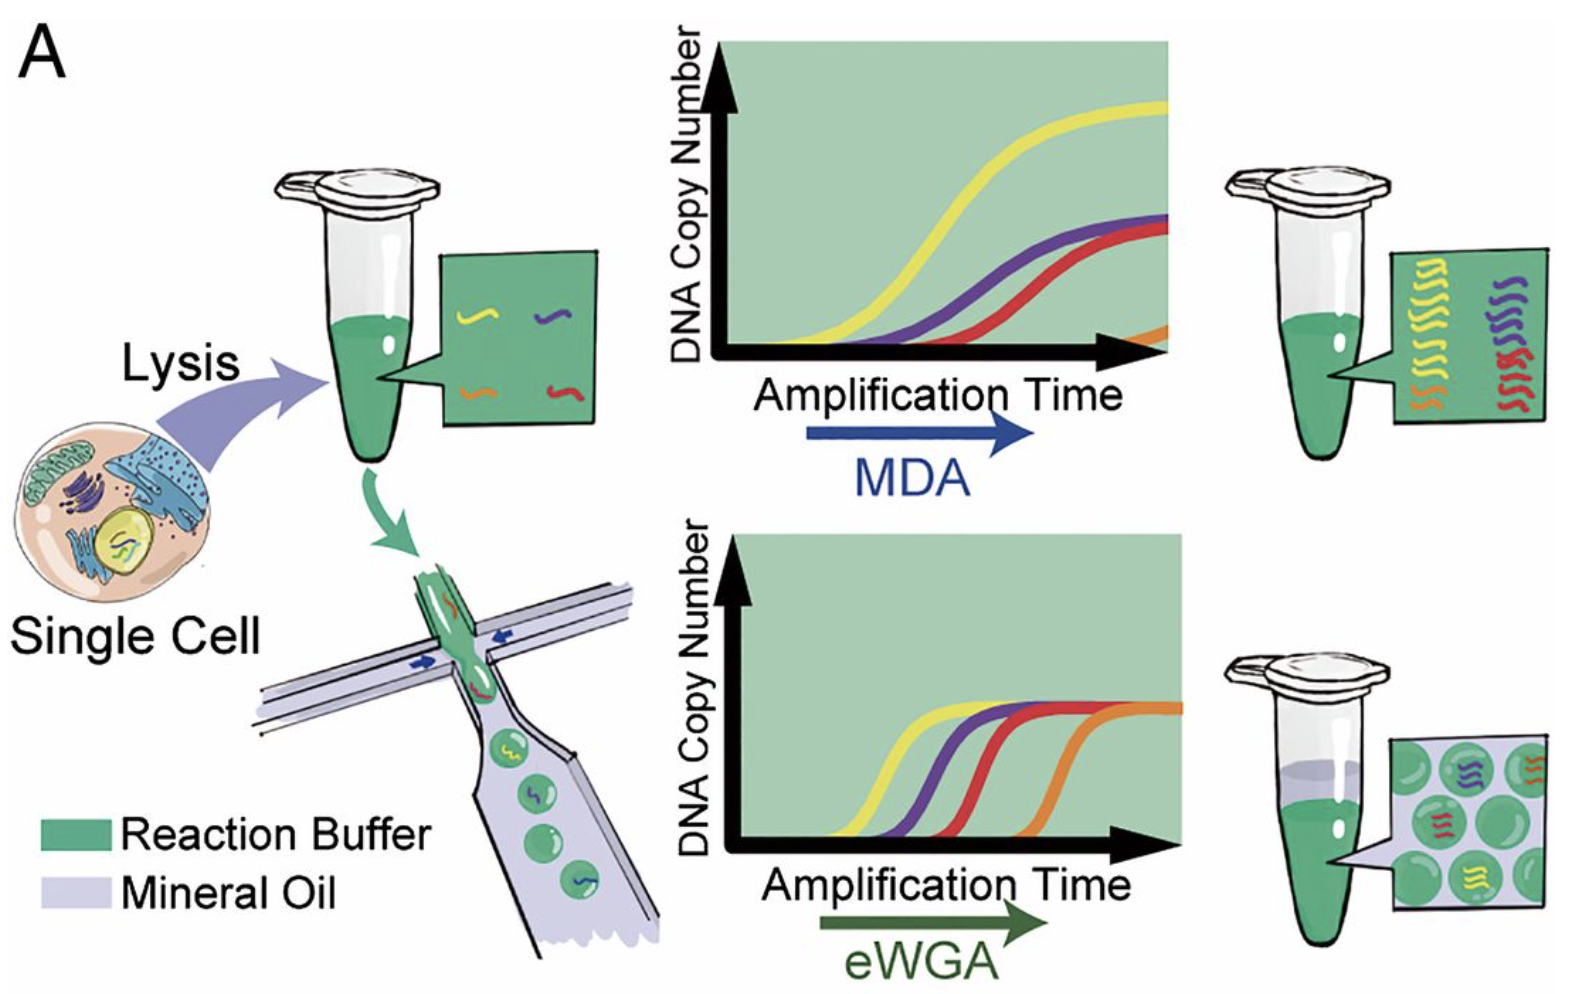 A
Lysis
Single Cell
Reaction Buffer
Mineral Oil
DNA Copy Number
Amplification Time
MDA
DNA Copy Number
Amplification Time
eWGA